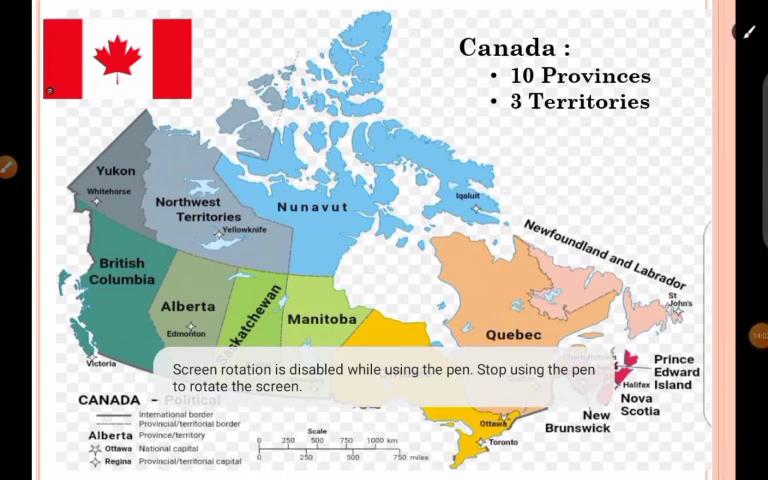 Canada :
• 10 Provinces
• 3 Territories
Yukon
Whitehorse
Northwest
Territories
Yellowknife
Nunavut
Iqaluit
Newfoundland and Labrador
St
John's
British
Columbia
Alberta
Edmonton
Saskatchewan
Manitoba
Quebec
Victoria
Screen rotation is disabled while using the pen. Stop using the pen
to rotate the screen.
Prince
Edward
Island
Halifax
Nova
Scotia
New
Brunswick
Ottawa
Toronto
CANADA - Political
International border
Provincial/territorial border
Alberta Province/territory
Ottawa National capital
Regina Provincial/territorial capital
Scale
0 250 500 750 1000 km
0 250 500 750 miles